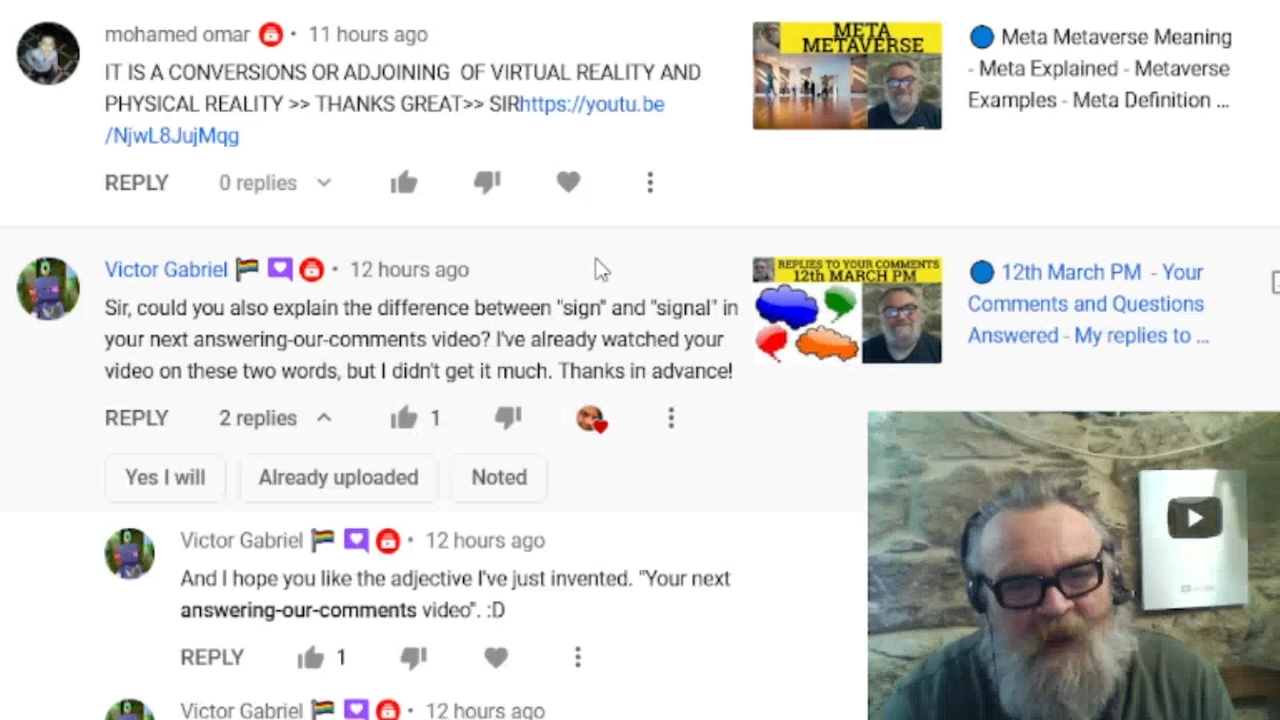 mohamed omar • 11 hours ago
IT IS A CONVERSIONS OR ADJOINING OF VIRTUAL REALITY AND
PHYSICAL REALITY >> THANKS GREAT>> SIRhttps://youtu.be
/NjwL8JujMqg
REPLY 0 replies
META
METAVERSE
Meta Metaverse Meaning
- Meta Explained - Metaverse
Examples - Meta Definition ...
Victor Gabriel • 12 hours ago
Sir, could you also explain the difference between "sign" and "signal" in
your next answering-our-comments video? I've already watched your
video on these two words, but I didn't get it much. Thanks in advance!
REPLY 2 replies 1
REPLIES TO YOUR COMMENTS
12th MARCH PM
12th March PM - Your
Comments and Questions
Answered - My replies to ...
Yes I will Already uploaded Noted
Victor Gabriel • 12 hours ago
And I hope you like the adjective I've just invented. "Your next
answering-our-comments video". :D
REPLY 1
Victor Gabriel • 12 hours ago